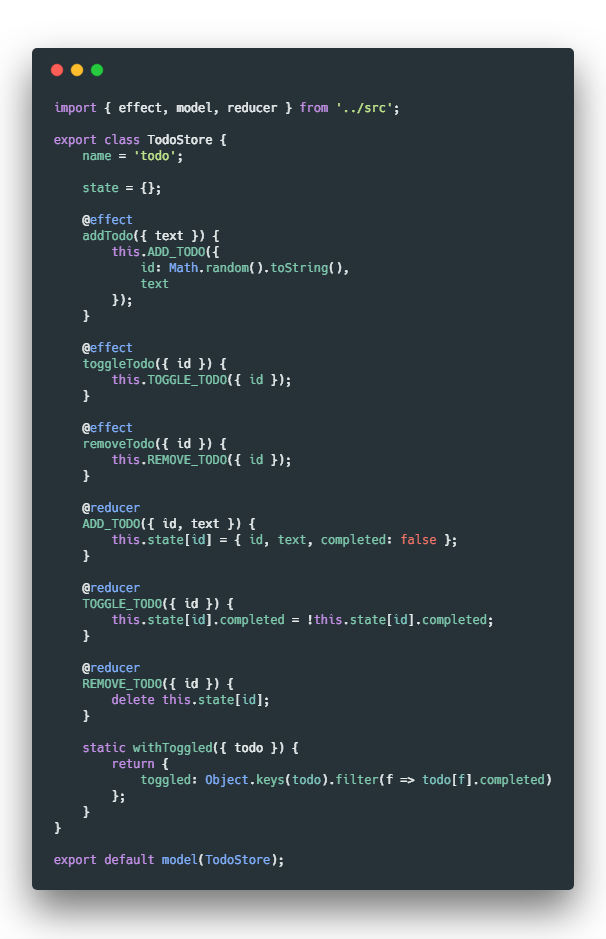 import { effect, model, reducer } from '../src';

export class TodoStore {
    name = 'todo';

    state = {};

    @effect
    addTodo({ text }) {
        this.ADD_TODO({
            id: Math.random().toString(),
            text
        });
    }

    @effect
    toggleTodo({ id }) {
        this.TOGGLE_TODO({ id });
    }

    @effect
    removeTodo({ id }) {
        this.REMOVE_TODO({ id });
    }

    @reducer
    ADD_TODO({ id, text }) {
        this.state[id] = { id, text, completed: false };
    }

    @reducer
    TOGGLE_TODO({ id }) {
        this.state[id].completed = !this.state[id].completed;
    }

    @reducer
    REMOVE_TODO({ id }) {
        delete this.state[id];
    }

    static withToggled({ todo }) {
        return {
            toggled: Object.keys(todo).filter(f => todo[f].completed)
        };
    }
}

export default model(TodoStore);